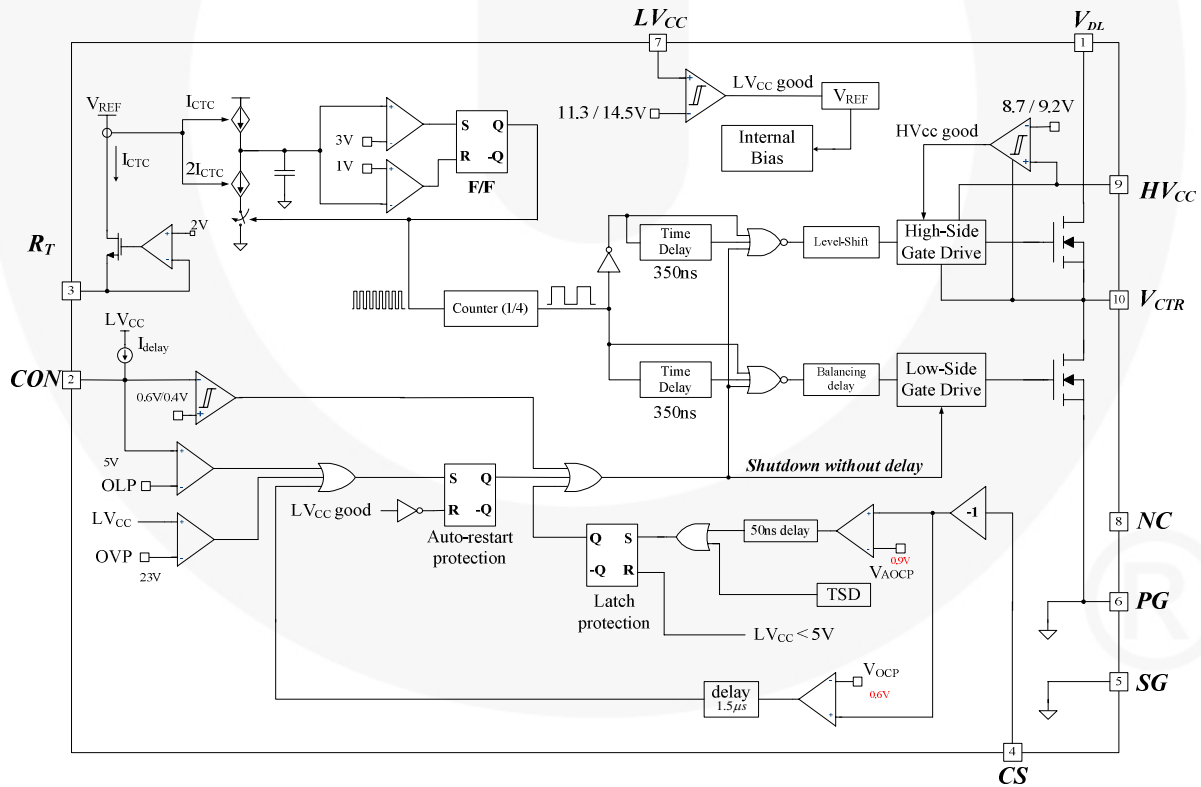 LVCC
VDL
7
1
VREF
ICTC
ICTC
2ICTC
3V
1V
S Q
R -Q
F/F
11.3 / 14.5V
LVCC good
VREF
Internal
Bias
8.7 / 9.2V
HVcc good
+
-
9
HVCC
RT
2V
3
Time
Delay
350ns
Level-Shift
High-Side
Gate Drive
10
VCTR
Counter (1/4)
LVCC
Idelay
CON
2
0.6V/0.4V
Time
Delay
350ns
Balancing
delay
Low-Side
Gate Drive
5V
OLP
Shutdown without delay
LVCC
OVP
23V
LVCC good
S Q
R -Q
Auto-restart
protection
Q S
-Q R
Latch
protection
50ns delay
0.9V
VAOCP
-1
TSD
LVCC < 5V
8
NC
6
PG
5
SG
delay
1.5μs
VOCP
0.6V
4
CS
®